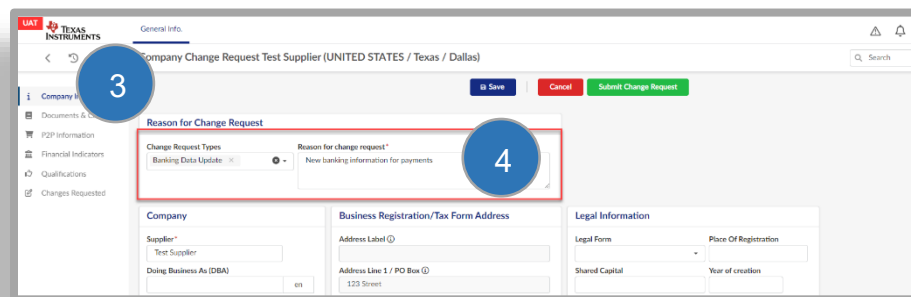 UAT
TEXAS INSTRUMENTS
General Info.
Company Change Request Test Supplier (UNITED STATES / Texas / Dallas)
Search
3
Save
Cancel
Submit Change Request
i Company
Documents &
P2P Information
Financial Indicators
Qualifications
Changes Requested
Reason for Change Request
Change Request Types
Reason for change request*
Banking Data Update ×
New banking information for payments
4
Company
Business Registration/Tax Form Address
Legal Information
Supplier*
Address Label
Legal Form
Place Of Registration
Test Supplier
Doing Business As (DBA)
Address Line 1 / PO Box
Shared Capital
Year of creation
en
123 Street